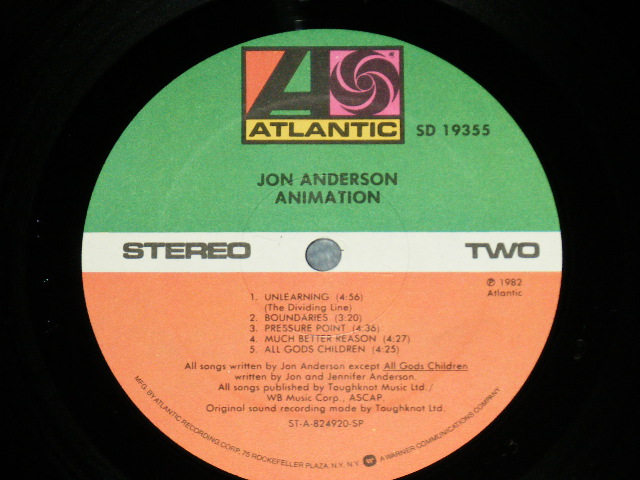 ATLANTIC
SD 19355
JON ANDERSON
ANIMATION
STEREO
TWO
℗ 1982
Atlantic
1. UNLEARNING (4:56)
(The Dividing Line)
2. BOUNDARIES (3:20)
3. PRESSURE POINT (4:36)
4. MUCH BETTER REASON (4:27)
5. ALL GODS CHILDREN (4:25)
All songs written by Jon Anderson except All Gods Children
written by Jon and Jennifer Anderson.
All songs published by Toughknot Music Ltd./
WB Music Corp., ASCAP.
Original sound recording made by Toughknot Ltd.
ST-A-824920-SP
MFG. BY ATLANTIC RECORDING CORP., 75 ROCKEFELLER PLAZA, N.Y., N.Y. A WARNER COMMUNICATIONS COMPANY